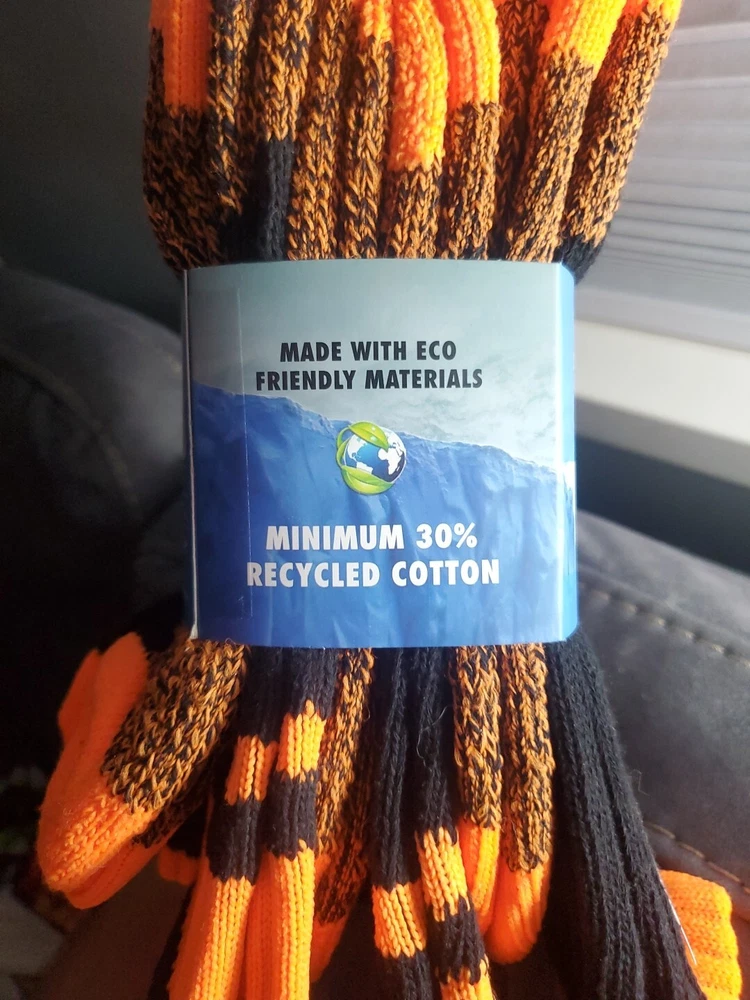 MADE WITH ECO
FRIENDLY MATERIALS
MINIMUM 30%
RECYCLED COTTON